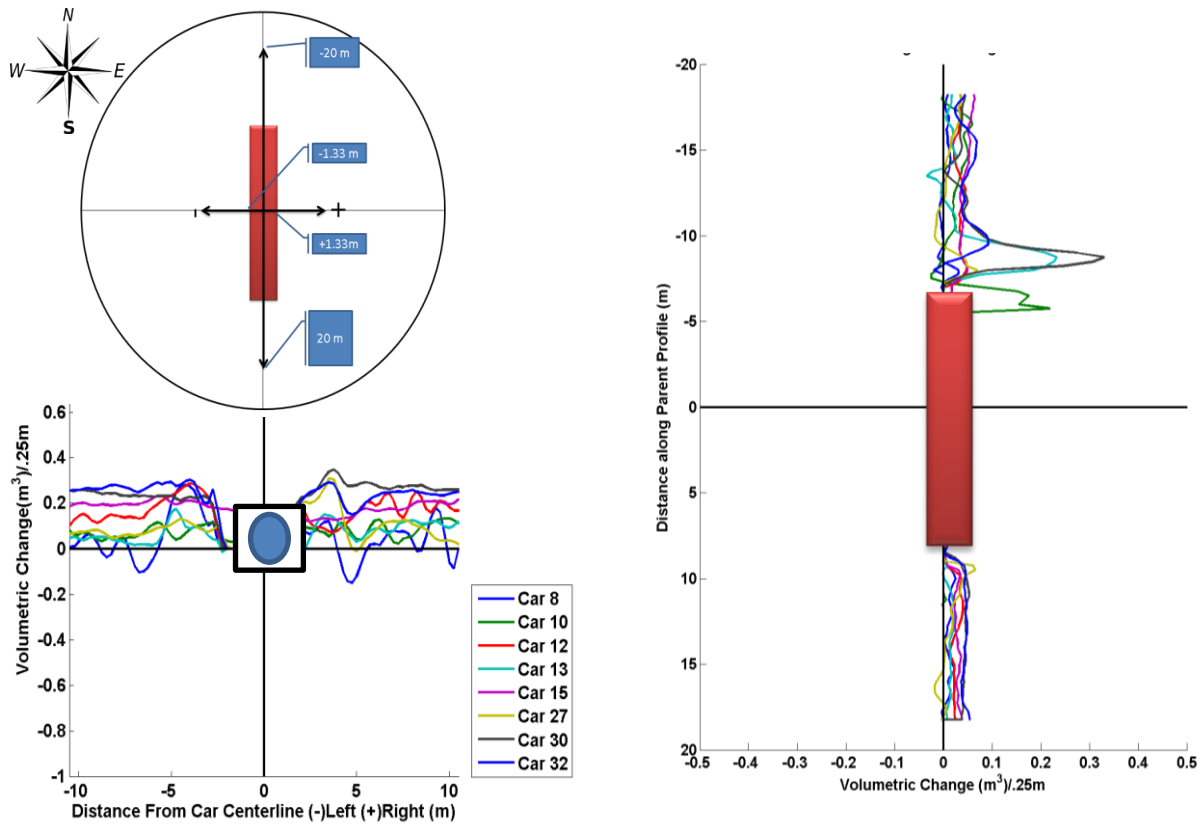 N
W
E
S
-20 m
-1.33 m
+
+1.33m
20 m
0.6
0.4
0.2
0
-0.2
-0.4
-0.6
-0.8
-1
Volumetric Change(m³)/.25m
-10
-5
0
5
10
Distance From Car Centerline (-)Left (+)Right (m)
Car 8
Car 10
Car 12
Car 13
Car 15
Car 27
Car 30
Car 32
-20
-15
-10
-5
0
5
10
15
20
Distance along Parent Profile (m)
-0.5
-0.4
-0.3
-0.2
-0.1
0
0.1
0.2
0.3
0.4
0.5
Volumetric Change (m³)/.25m